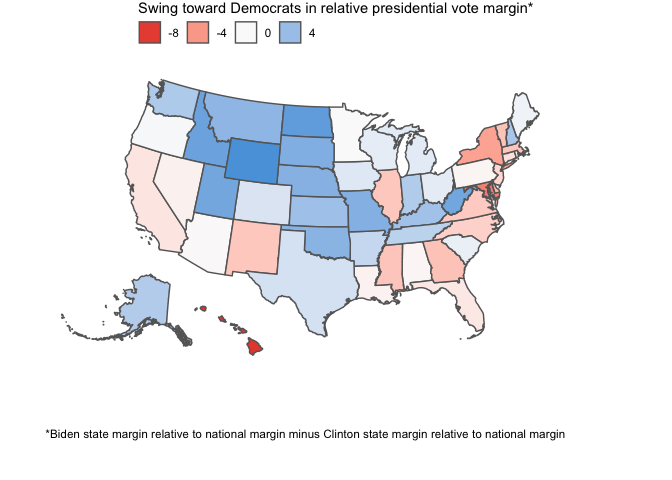 Swing toward Democrats in relative presidential vote margin*
-8 -4 0 4
*Biden state margin relative to national margin minus Clinton state margin relative to national margin